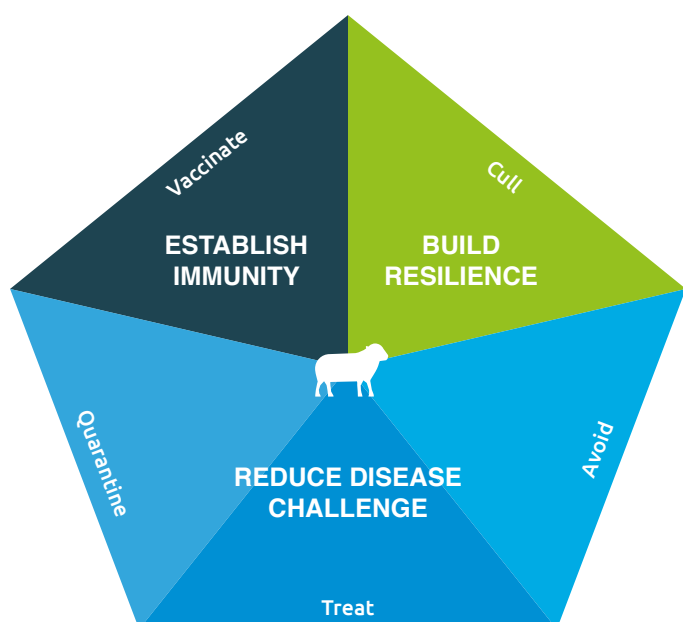 Vaccinate
Cull
ESTABLISH
IMMUNITY
BUILD
RESILIENCE
Quarantine
Avoid
REDUCE DISEASE
CHALLENGE
Treat